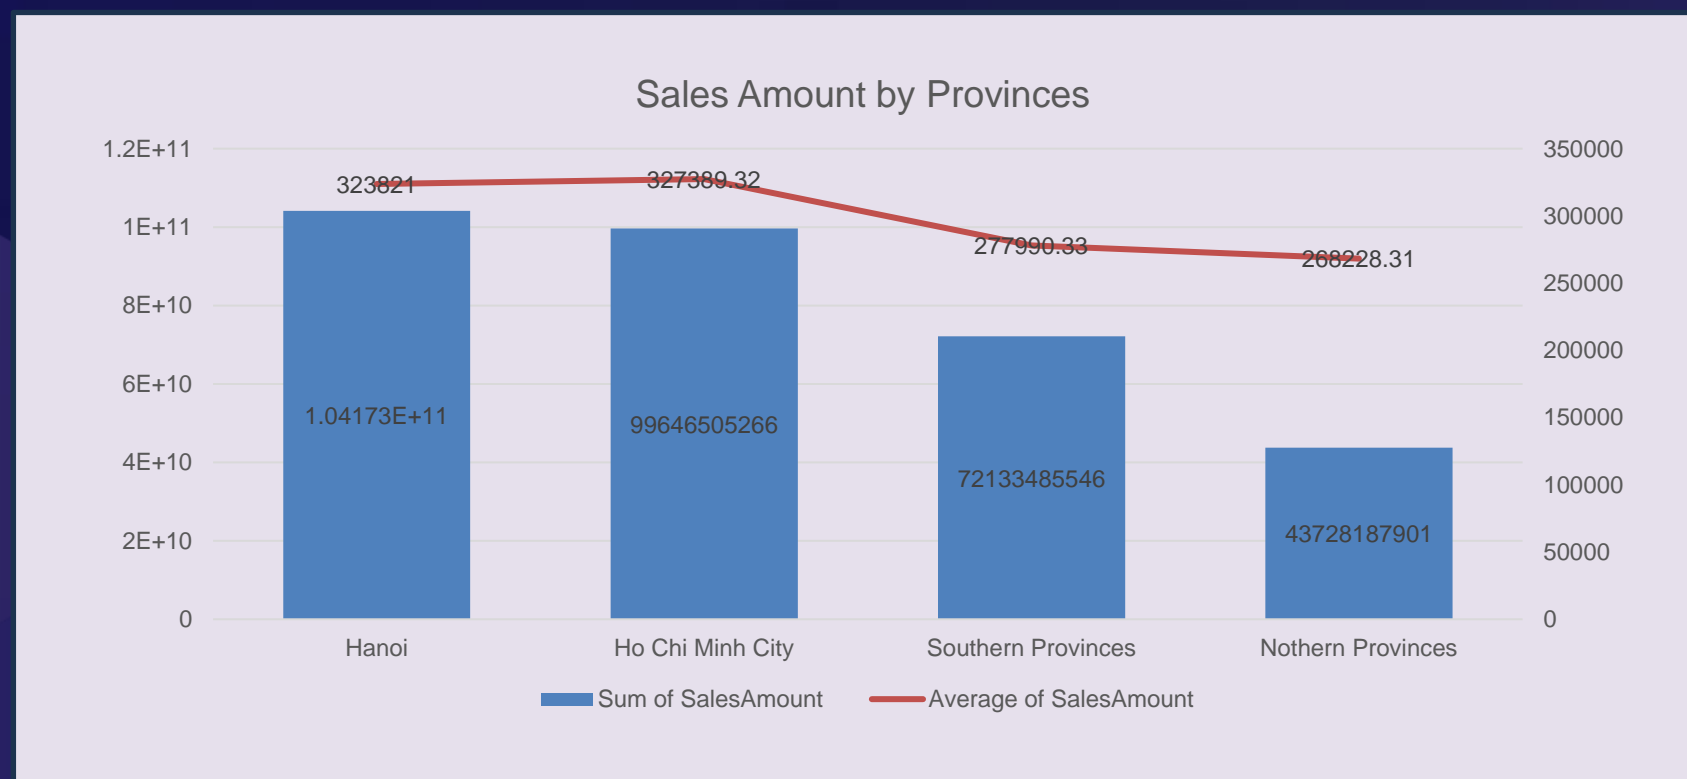 Sales Amount by Provinces
1.2E+11
1E+11
8E+10
6E+10
4E+10
2E+10
0
350000
300000
250000
200000
150000
100000
50000
0
323821
327389.32
277990.33
268228.31
1.04173E+11
99646505266
72133485546
43728187901
Hanoi
Ho Chi Minh City
Southern Provinces
Nothern Provinces
Sum of SalesAmount
Average of SalesAmount